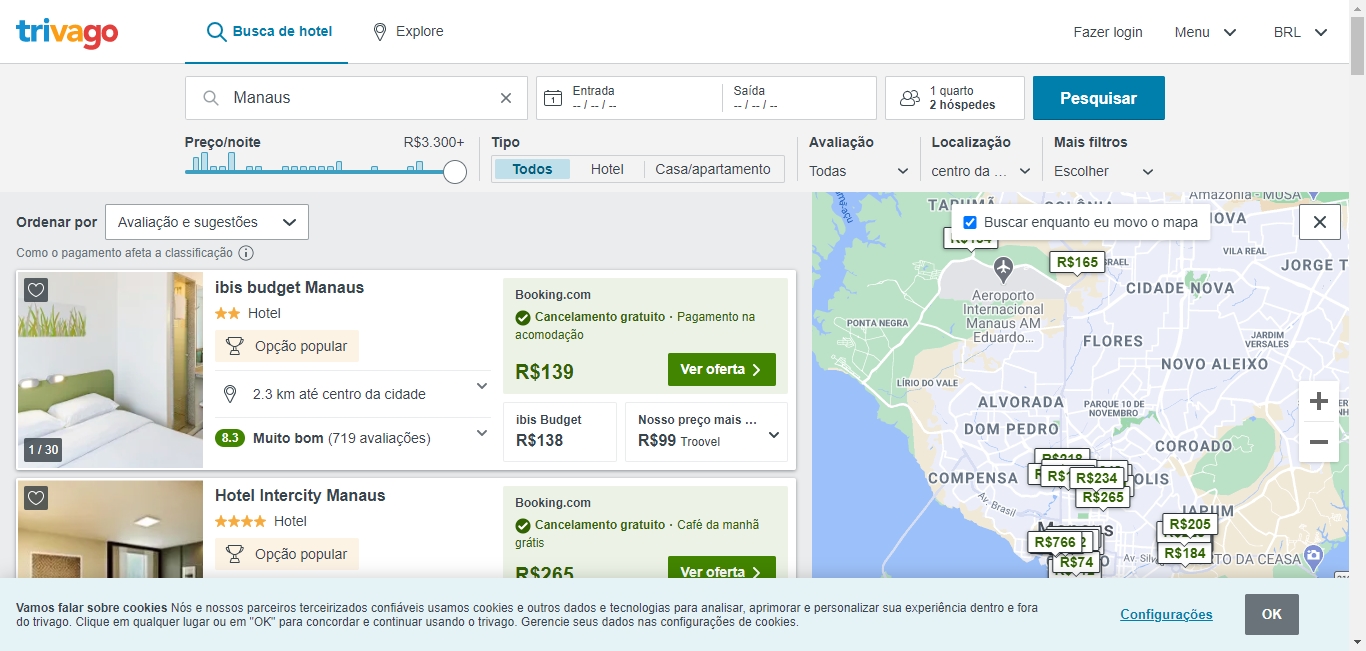 trivago
Busca de hotel
Explore
Fazer login
Menu
BRL
Manaus
1
Entrada
-- / -- / --
Saída
-- / -- / --
1 quarto
2 hóspedes
Pesquisar
Preço/noite
R$3.300+
Tipo
Todos
Hotel
Casa/apartamento
Avaliação
Todas
Localização
centro da ...
Mais filtros
Escolher
Ordenar por
Avaliação e sugestões
Como o pagamento afeta a classificação
ibis budget Manaus
Hotel
Opção popular
2.3 km até centro da cidade
8.3 Muito bom (719 avaliações)
1 / 30
Booking.com
Cancelamento gratuito · Pagamento na
acomodação
R$139
Ver oferta
ibis Budget
R$138
Nosso preço mais ...
R$99 Troovel
Hotel Intercity Manaus
Hotel
Opção popular
Booking.com
Cancelamento gratuito · Café da manhã
grátis
R$265
Ver oferta
Buscar enquanto eu movo o mapa
Amazônia - MUSA
TARUMÃ
COLÔNIA
NOVA
R$165
VILA REAL
ISRAEL
JORGE T
Aeroporto
Internacional
Manaus AM
Eduardo...
CIDADE NOVA
PONTA NEGRA
FLORES
JARDIM
VERSALES
NOVO ALEIXO
LÍRIO DO VALE
ALVORADA
PARQUE 10 DE
NOVEMBRO
DOM PEDRO
COROADO
R$218
COMPENSA
R$234
R$265
Av. Brasil
JAPIIM
R$205
Manaus
R$766
R$184
R$74
Av. Silv
DISTRITO DA CEASA
Vamos falar sobre cookies Nós e nossos parceiros terceirizados confiáveis usamos cookies e outros dados e tecnologias para analisar, aprimorar e personalizar sua experiência dentro e fora
do trivago. Clique em qualquer lugar ou em "OK" para concordar e continuar usando o trivago. Gerencie seus dados nas configurações de cookies.
Configurações
OK